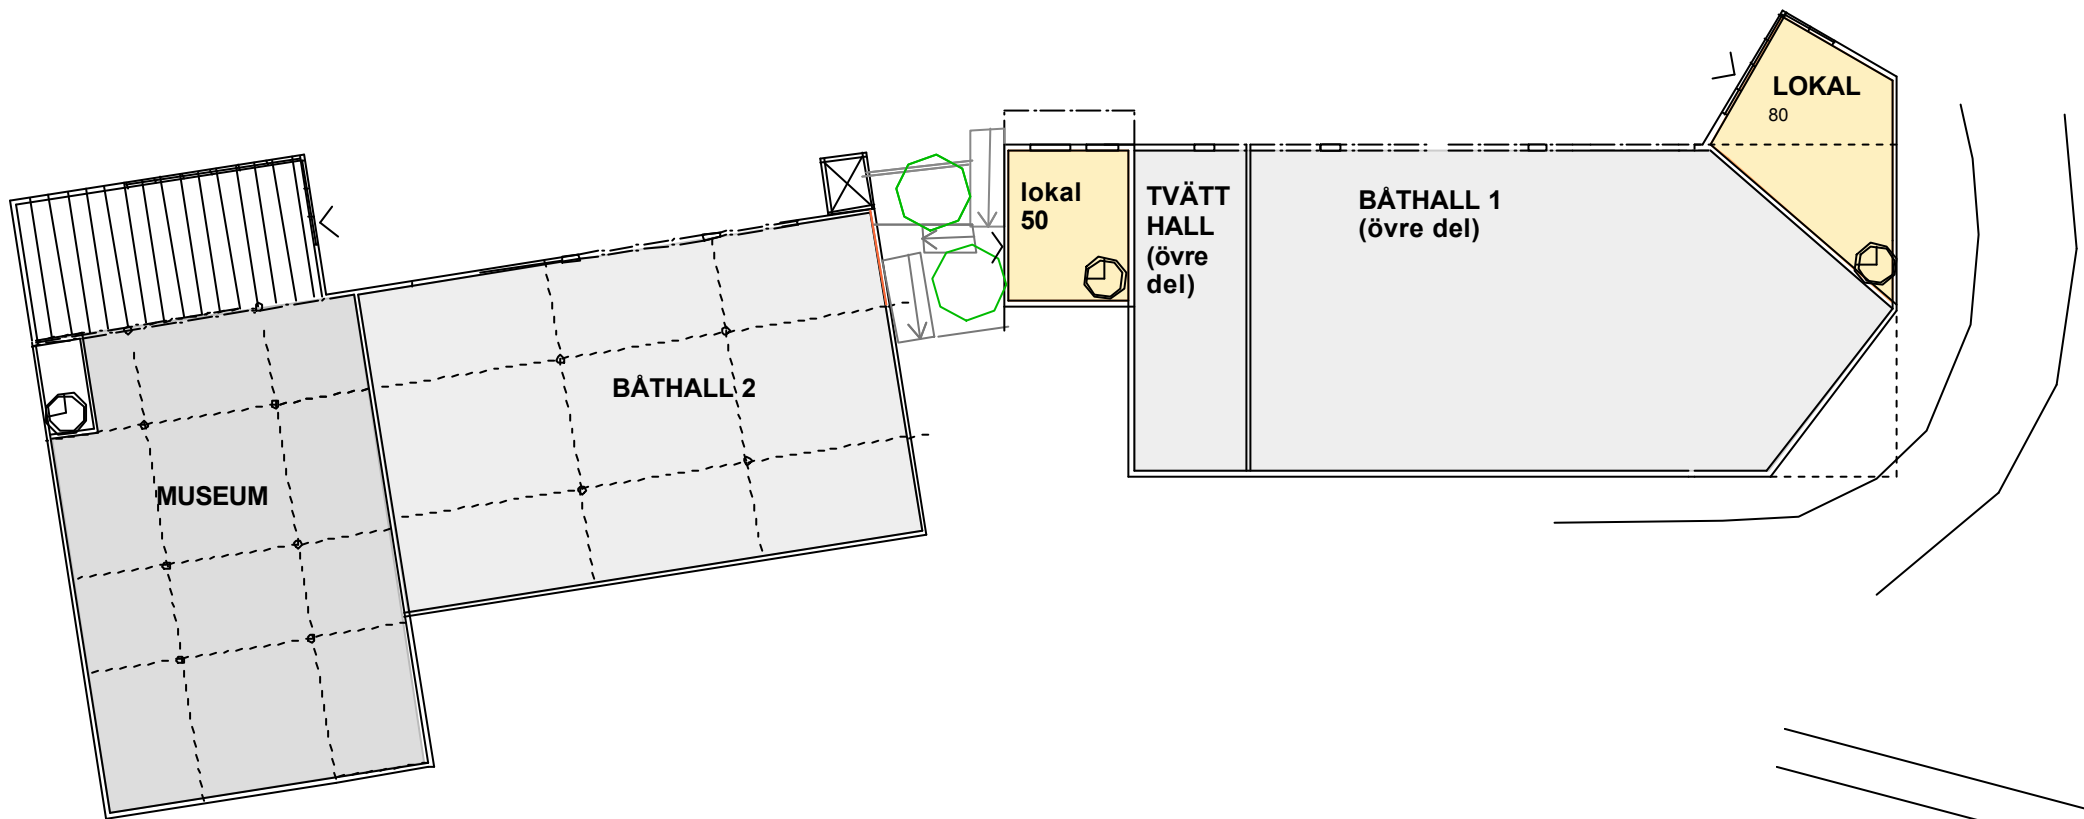 LOKAL
80
lokal
50
TVÄTT
HALL
(övre
del)
BÅTHALL 1
(övre del)
BÅTHALL 2
MUSEUM